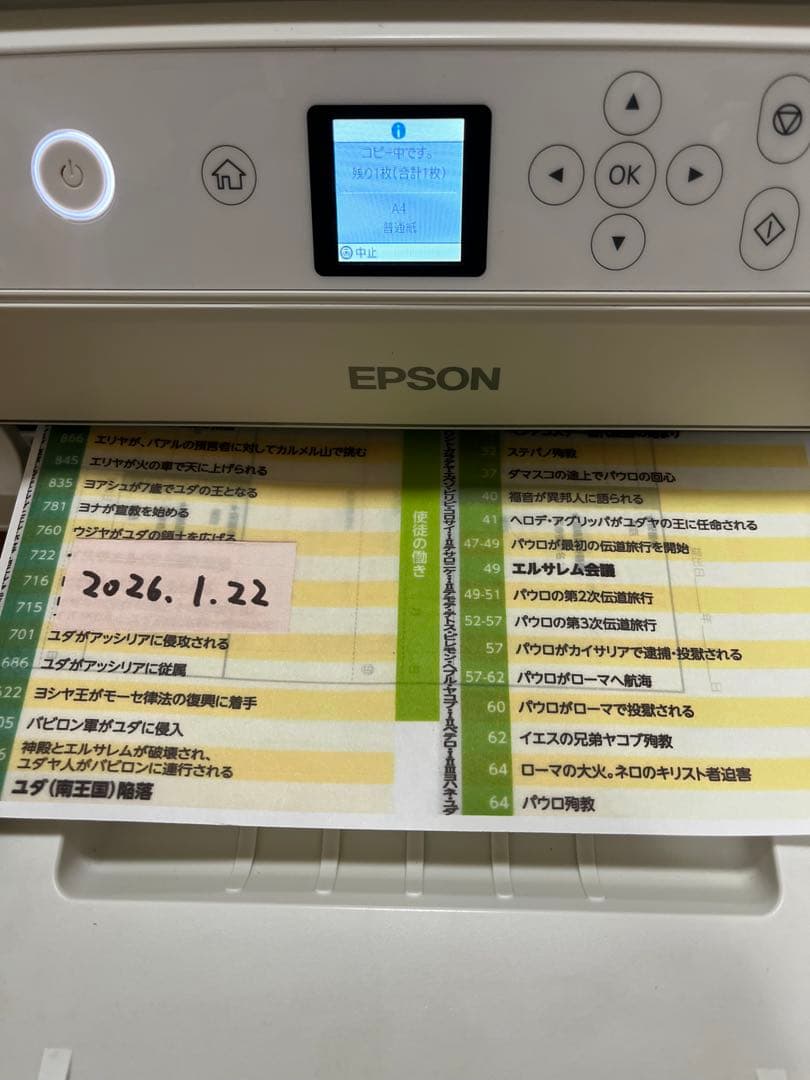 コピー中です。
残り1枚(合計1枚)
A4
普通紙
中止
OK
EPSON
866 エリヤが、バアルの預言者に対してカルメル山で挑む
845 エリヤが火の車で天に上げられる
835 ヨアシュが7歳でユダの王となる
781 ヨナが宣教を始める
760 ウジヤがユダの領土を広げる
722
716
715
2026.1.22
701 ユダがアッシリアに侵攻される
686 ユダがアッシリアに従属
622 ヨシヤ王がモーセ律法の復興に着手
05 バビロン軍がユダに侵入
神殿とエルサレムが破壊され、
ユダヤ人がバビロンに連行される
ユダ(南王国)陥落
使徒の働き
ステパノ殉教
37 ダマスコの途上でパウロの回心
40 福音が異邦人に語られる
41 ヘロデ・アグリッパがユダヤの王に任命される
47-49 パウロが最初の伝道旅行を開始
49 エルサレム会議
49-51 パウロの第2次伝道旅行
52-57 パウロの第3次伝道旅行
57 パウロがカイサリアで逮捕・投獄される
57-62 パウロがローマへ航海
60 パウロがローマで投獄される
62 イエスの兄弟ヤコブ殉教
64 ローマの大火。ネロのキリスト者迫害
64 パウロ殉教